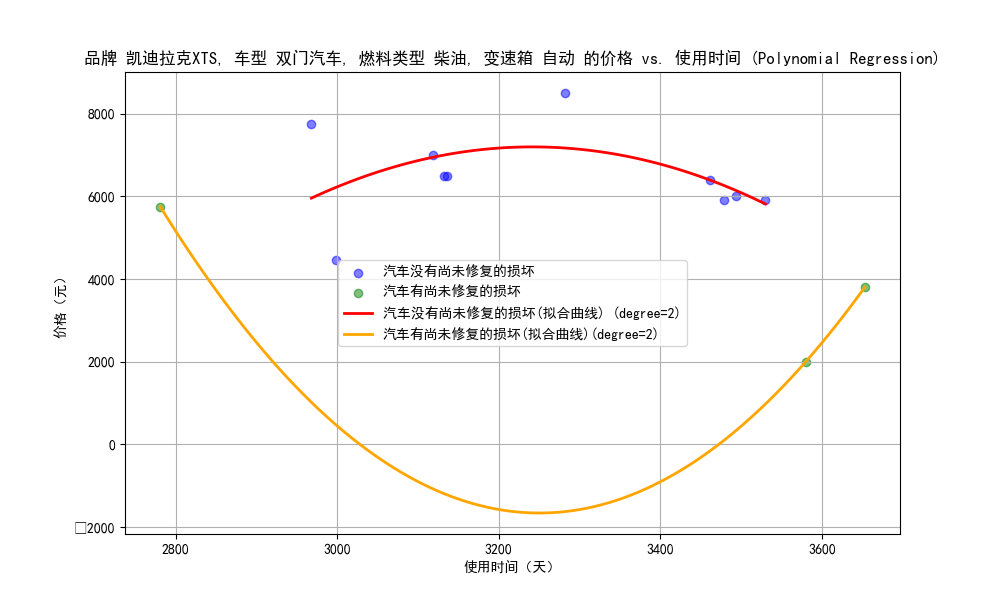 品牌 凯迪拉克XTS, 车型 双门汽车, 燃料类型 柴油, 变速箱 自动 的价格 vs. 使用时间 (Polynomial Regression)
8000
6000
4000
2000
0
□2000
价格（元）
汽车没有尚未修复的损坏
汽车有尚未修复的损坏
汽车没有尚未修复的损坏(拟合曲线) (degree=2)
汽车有尚未修复的损坏(拟合曲线)(degree=2)
2800 3000 3200 3400 3600
使用时间（天）